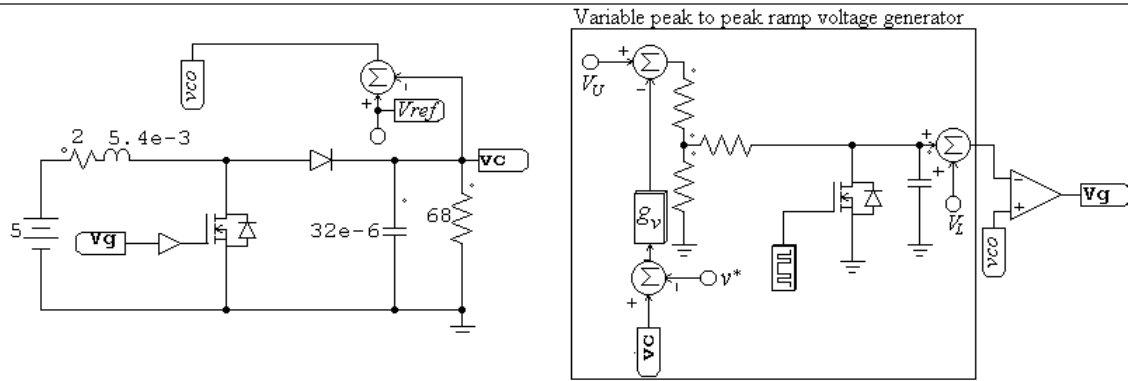 Variable peak to peak ramp voltage generator
vco
Σ
+
-
Vref
2
5.4e-3
vc
5
Vg
32e-6
68
+
V_U
Σ
-
g_v
Σ
+
-
v*
vc
+
Σ
+
V_L
-
+
vco
Vg